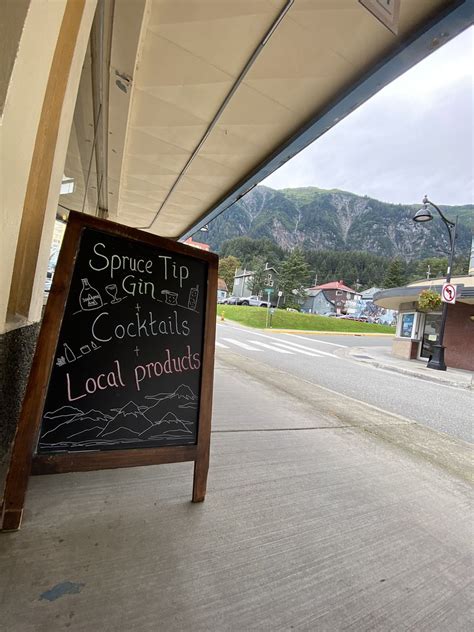 Spruce Tip
Gin
+
Cocktails
+
Local products